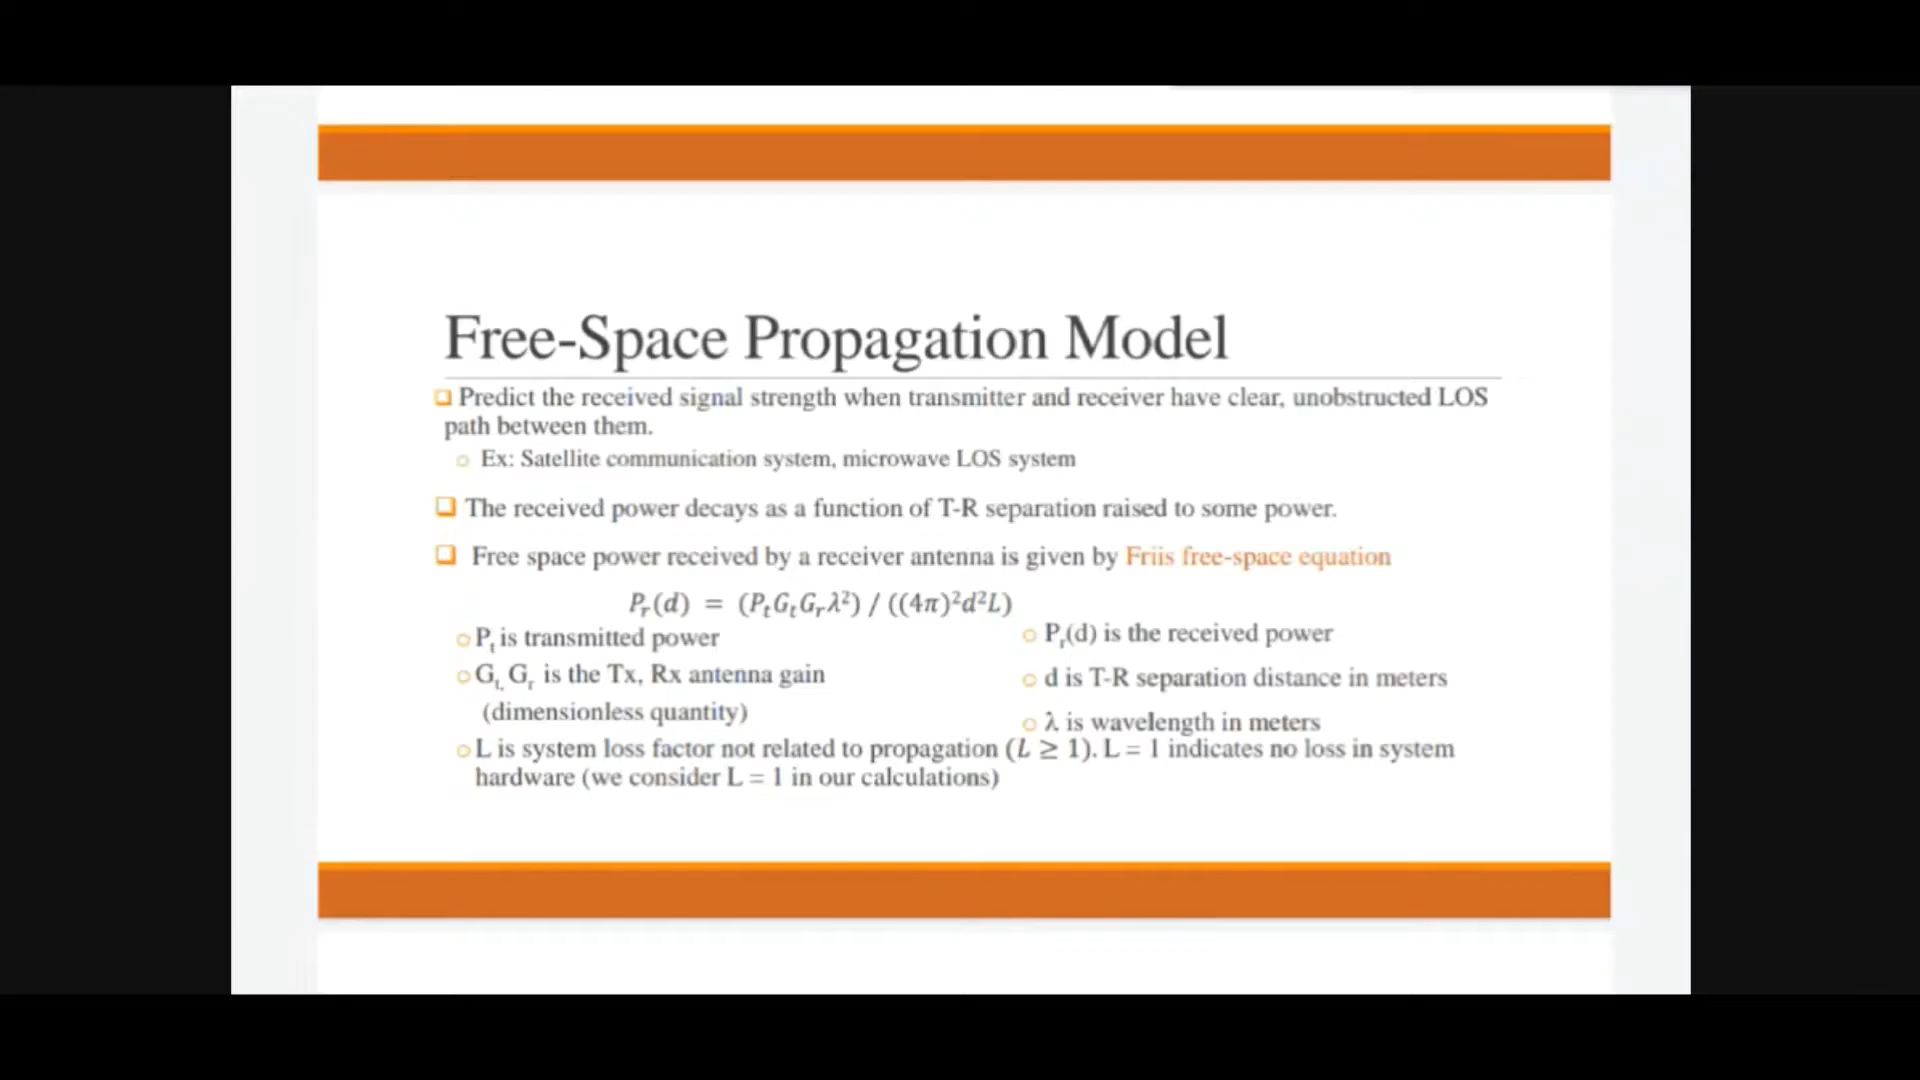 Free-Space Propagation Model
Predict the received signal strength when transmitter and receiver have clear, unobstructed LOS
path between them.
Ex: Satellite communication system, microwave LOS system
The received power decays as a function of T-R separation raised to some power.
Free space power received by a receiver antenna is given by Friis free-space equation
Pᵣ(d) = (PₜGₜGᵣλ²) / ((4π)²d²L)
Pₜ is transmitted power
Gₜ, Gᵣ is the Tx, Rx antenna gain
(dimensionless quantity)
Pᵣ(d) is the received power
d is T-R separation distance in meters
λ is wavelength in meters
L is system loss factor not related to propagation (L ≥ 1). L = 1 indicates no loss in system
hardware (we consider L = 1 in our calculations)